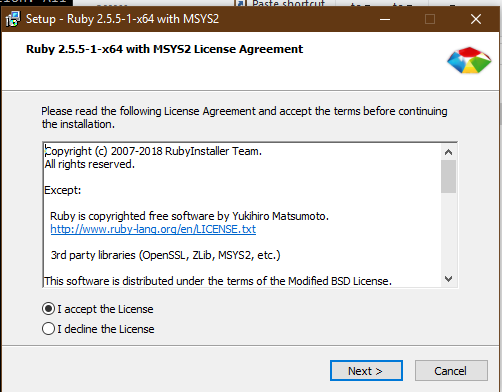 Paste shortcut
Setup - Ruby 2.5.5-1-x64 with MSYS2
Ruby 2.5.5-1-x64 with MSYS2 License Agreement
Please read the following License Agreement and accept the terms before continuing
the installation.
Copyright (c) 2007-2018 RubyInstaller Team.
All rights reserved.
Except:
Ruby is copyrighted free software by Yukihiro Matsumoto.
http://www.ruby-lang.org/en/LICENSE.txt
3rd party libraries (OpenSSL, ZLib, MSYS2, etc.)
This software is distributed under the terms of the Modified BSD License.
I accept the License
I decline the License
Next >
Cancel